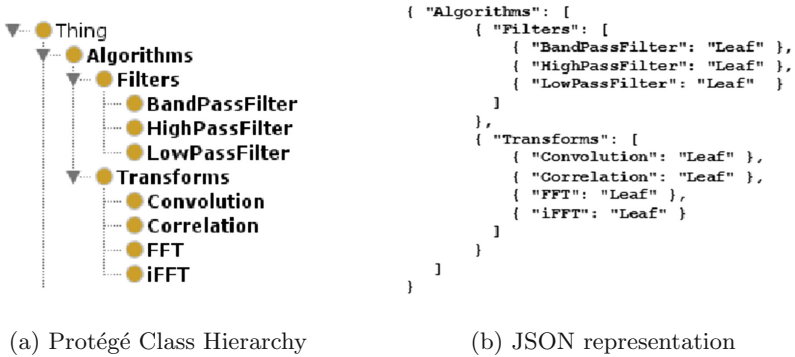 Thing
Algorithms
Filters
BandPassFilter
HighPassFilter
LowPassFilter
Transforms
Convolution
Correlation
FFT
iFFT
(a) Protégé Class Hierarchy
{ "Algorithms": [
{ "Filters": [
{ "BandPassFilter": "Leaf" },
{ "HighPassFilter": "Leaf" },
{ "LowPassFilter": "Leaf" }
]
},
{ "Transforms": [
{ "Convolution": "Leaf" },
{ "Correlation": "Leaf" },
{ "FFT": "Leaf" },
{ "iFFT": "Leaf" }
]
}
]
}
(b) JSON representation